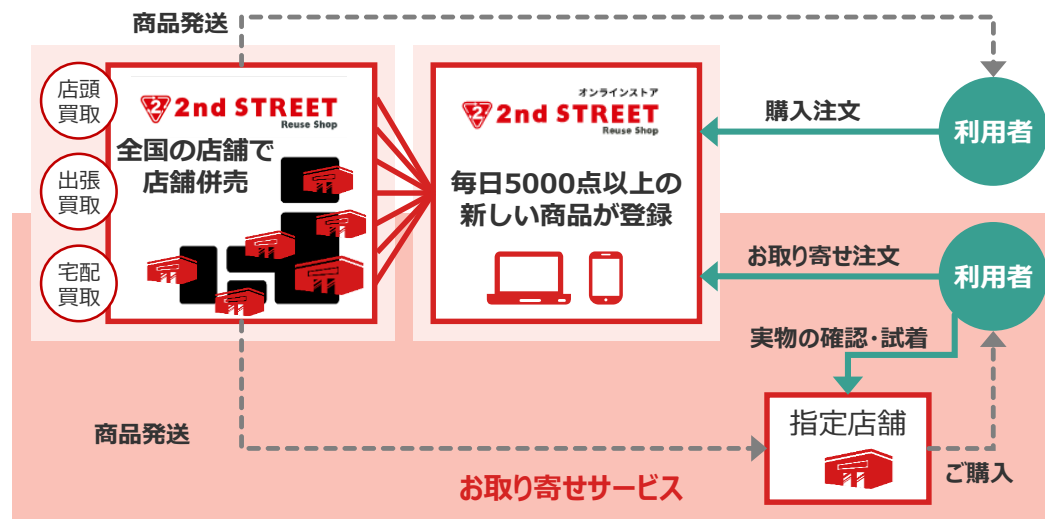 商品発送
店頭
買取
出張
買取
宅配
買取
2nd STREET
Reuse Shop
全国の店舗で
店舗併売
オンラインストア
2nd STREET
Reuse Shop
毎日5000点以上の
新しい商品が登録
購入注文
利用者
お取り寄せ注文
利用者
実物の確認・試着
指定店舗
ご購入
商品発送
お取り寄せサービス